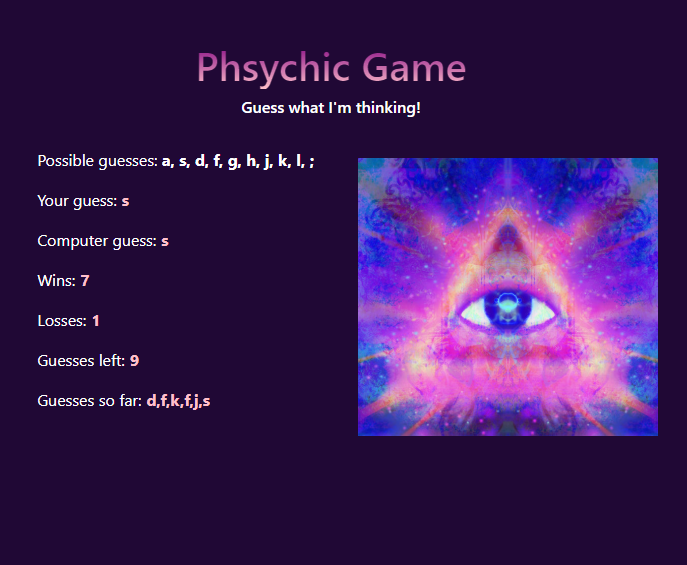 Phsychic Game
Guess what I'm thinking!
Possible guesses: a, s, d, f, g, h, j, k, l, ;
Your guess: s
Computer guess: s
Wins: 7
Losses: 1
Guesses left: 9
Guesses so far: d,f,k,f,j,s